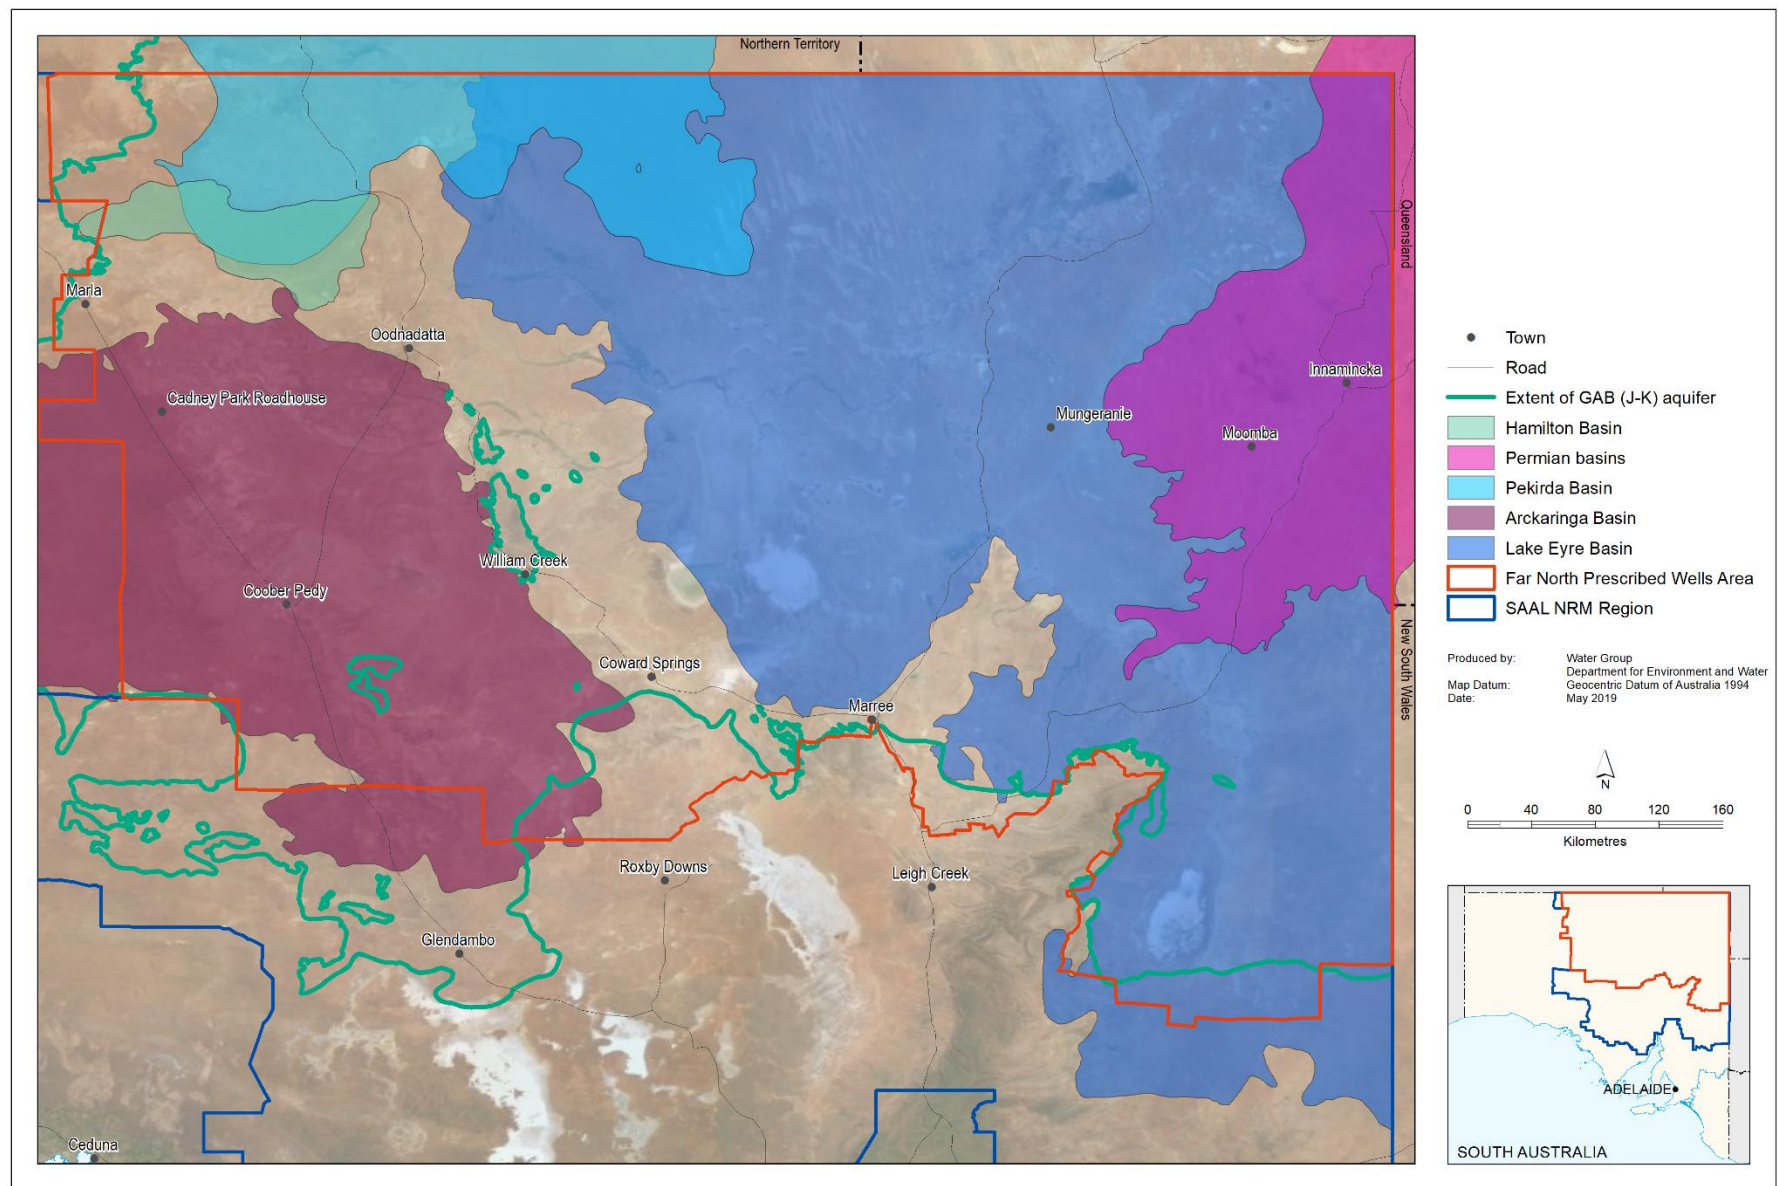 Northern Territory
Queensland
Marla
Oodnadatta
Innamincka
Cadney Park Roadhouse
Mungeranie
Moomba
William Creek
Coober Pedy
New South Wales
Coward Springs
Marree
Roxby Downs
Leigh Creek
Glendambo
Ceduna
Town
Road
Extent of GAB (J-K) aquifer
Hamilton Basin
Permian basins
Pekirda Basin
Arckaringa Basin
Lake Eyre Basin
Far North Prescribed Wells Area
SAAL NRM Region
Produced by: Water Group
Department for Environment and Water
Map Datum: Geocentric Datum of Australia 1994
Date: May 2019
N
0 40 80 120 160
Kilometres
ADELAIDE
SOUTH AUSTRALIA